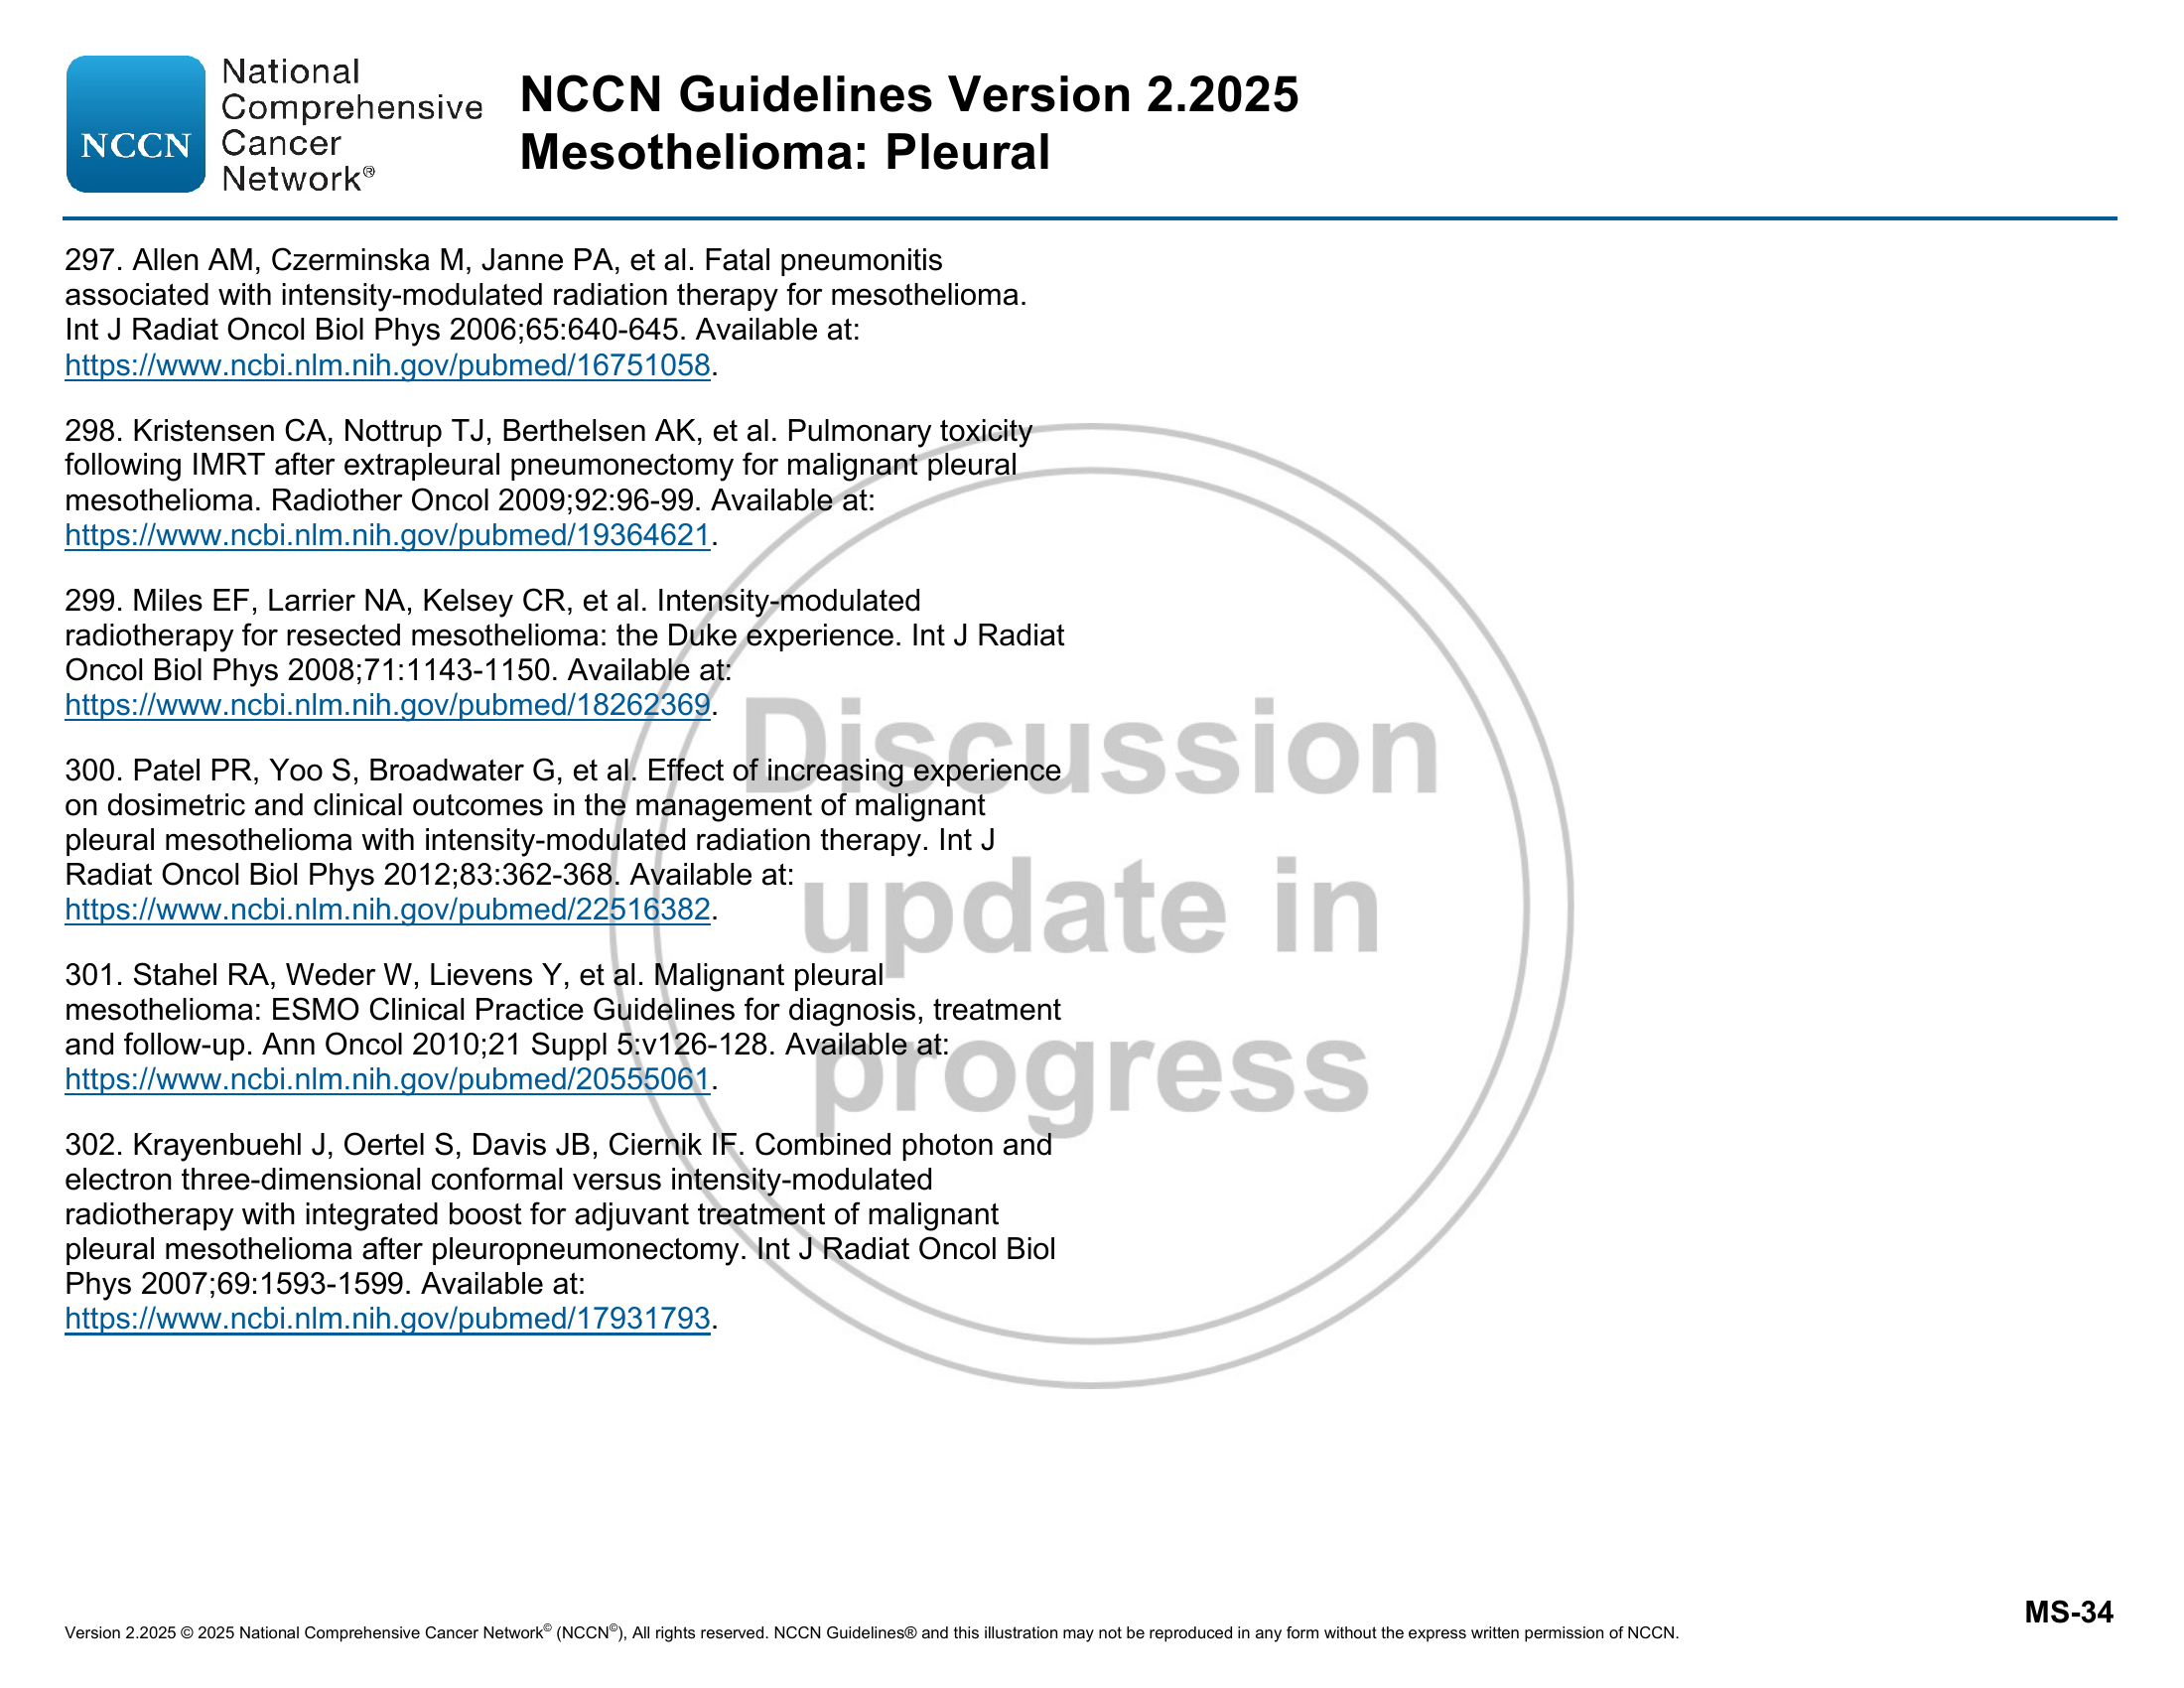 NCCN
National
Comprehensive
Cancer
Network®
NCCN Guidelines Version 2.2025
Mesothelioma: Pleural
297. Allen AM, Czerminska M, Janne PA, et al. Fatal pneumonitis
associated with intensity-modulated radiation therapy for mesothelioma.
Int J Radiat Oncol Biol Phys 2006;65:640-645. Available at:
https://www.ncbi.nlm.nih.gov/pubmed/16751058.
298. Kristensen CA, Nottrup TJ, Berthelsen AK, et al. Pulmonary toxicity
following IMRT after extrapleural pneumonectomy for malignant pleural
mesothelioma. Radiother Oncol 2009;92:96-99. Available at:
https://www.ncbi.nlm.nih.gov/pubmed/19364621.
299. Miles EF, Larrier NA, Kelsey CR, et al. Intensity-modulated
radiotherapy for resected mesothelioma: the Duke experience. Int J Radiat
Oncol Biol Phys 2008;71:1143-1150. Available at:
https://www.ncbi.nlm.nih.gov/pubmed/18262369.
300. Patel PR, Yoo S, Broadwater G, et al. Effect of increasing experience
on dosimetric and clinical outcomes in the management of malignant
pleural mesothelioma with intensity-modulated radiation therapy. Int J
Radiat Oncol Biol Phys 2012;83:362-368. Available at:
https://www.ncbi.nlm.nih.gov/pubmed/22516382.
301. Stahel RA, Weder W, Lievens Y, et al. Malignant pleural
mesothelioma: ESMO Clinical Practice Guidelines for diagnosis, treatment
and follow-up. Ann Oncol 2010;21 Suppl 5:v126-128. Available at:
https://www.ncbi.nlm.nih.gov/pubmed/20555061.
302. Krayenbuehl J, Oertel S, Davis JB, Ciernik IF. Combined photon and
electron three-dimensional conformal versus intensity-modulated
radiotherapy with integrated boost for adjuvant treatment of malignant
pleural mesothelioma after pleuropneumonectomy. Int J Radiat Oncol Biol
Phys 2007;69:1593-1599. Available at:
https://www.ncbi.nlm.nih.gov/pubmed/17931793.
Discussion
update in
progress
MS-34
Version 2.2025 © 2025 National Comprehensive Cancer Network© (NCCN©), All rights reserved. NCCN Guidelines® and this illustration may not be reproduced in any form without the express written permission of NCCN.